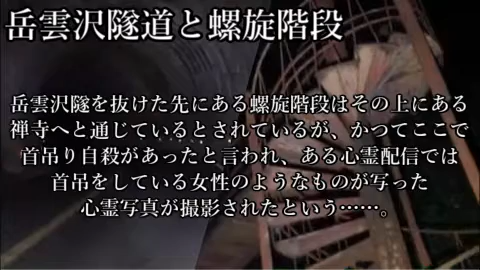 岳雲沢隧道と螺旋階段
岳雲沢隧を抜けた先にある螺旋階段はその上にある
禅寺へと通じているとされているが、かつてここで
首吊り自殺があったと言われ、ある心霊配信では
首吊をしている女性のようなものが写った
心霊写真が撮影されたという……。